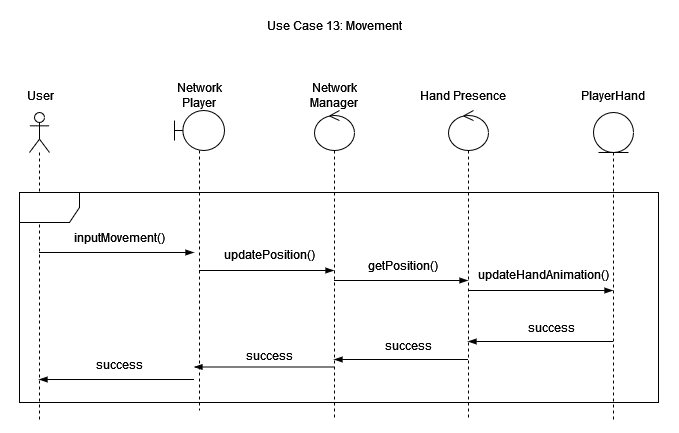 Use Case 13: Movement
User
Network
Player
Network
Manager
Hand Presence
PlayerHand
inputMovement()
updatePosition()
getPosition()
updateHandAnimation()
success
success
success
success